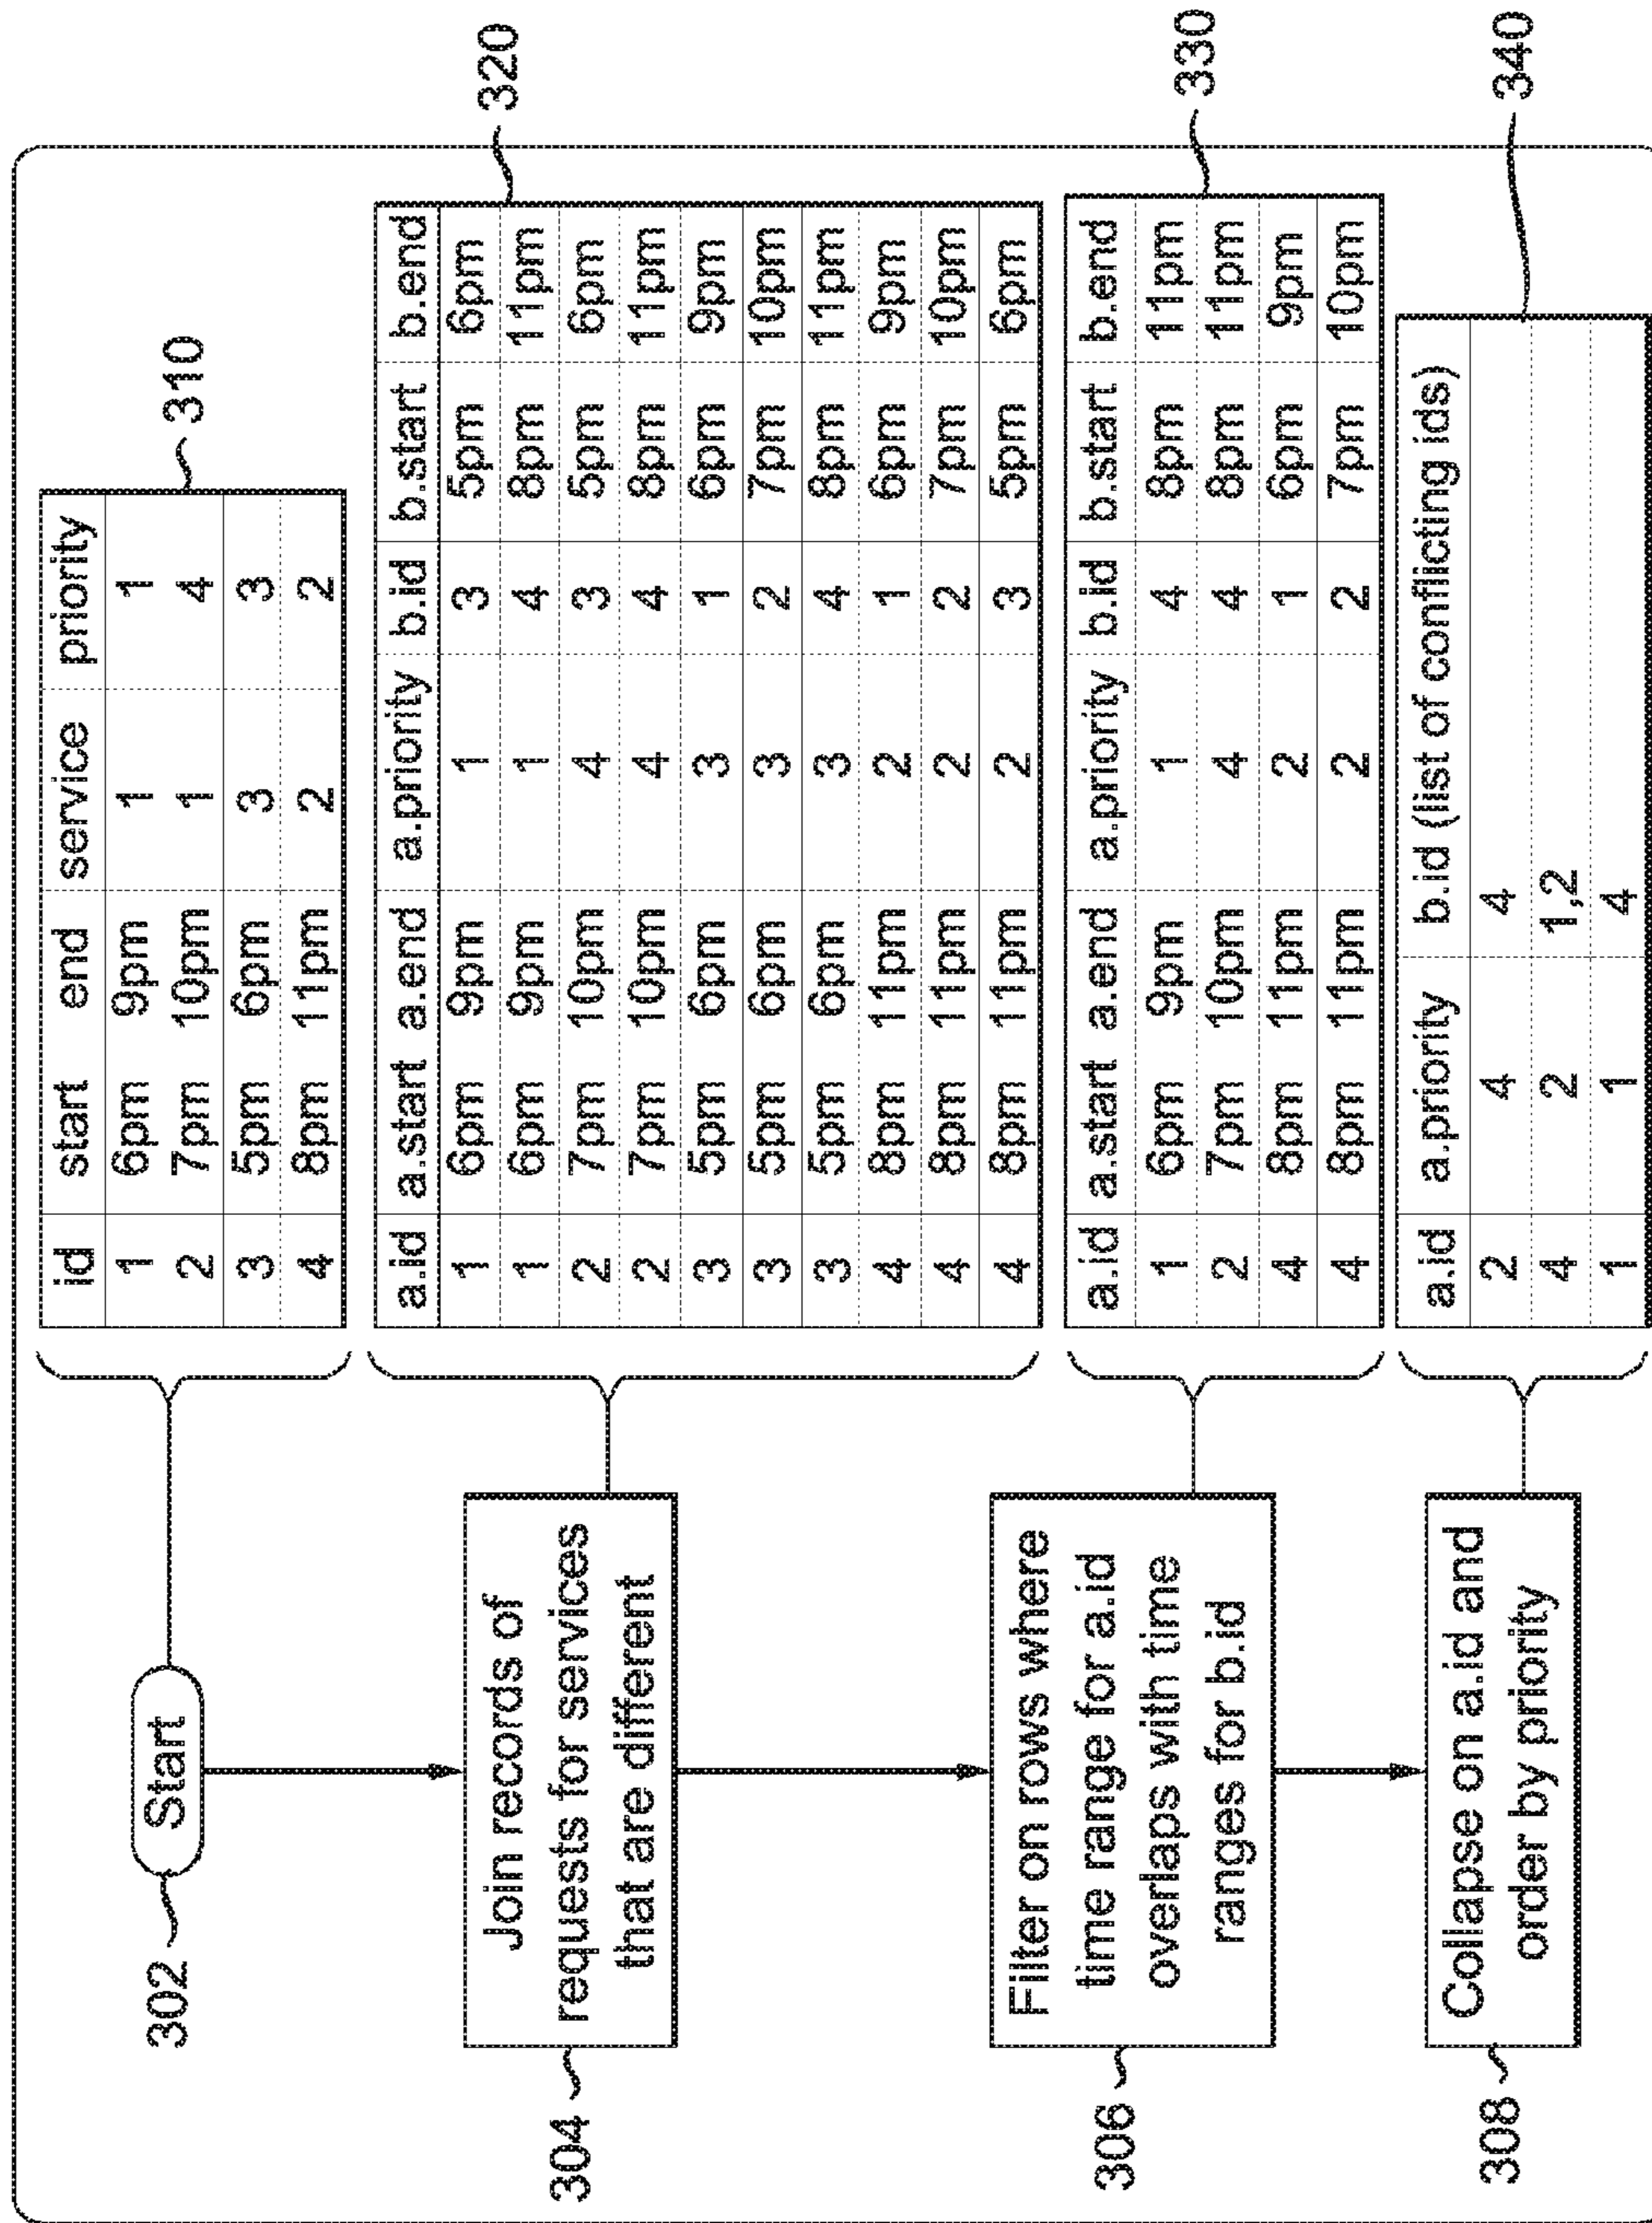 302
Start
id start end service priority
1 6pm 9pm 1 1
2 7pm 10pm 1 4
3 5pm 6pm 3 3
4 8pm 11pm 2 2
310
304
Join records of
requests for services
that are different
a.id a.start a.end a.priority b.id b.start b.end
1 6pm 9pm 1 3 5pm 6pm
1 6pm 9pm 1 4 8pm 11pm
2 7pm 10pm 4 3 5pm 6pm
2 7pm 10pm 4 4 8pm 11pm
3 5pm 6pm 3 1 6pm 9pm
3 5pm 6pm 3 2 7pm 10pm
3 5pm 6pm 3 4 8pm 11pm
4 8pm 11pm 2 1 6pm 9pm
4 8pm 11pm 2 2 7pm 10pm
4 8pm 11pm 2 3 5pm 6pm
320
306
Filter on rows where
time range for a.id
overlaps with time
ranges for b.id
a.id a.start a.end a.priority b.id b.start b.end
1 6pm 9pm 1 4 8pm 11pm
2 7pm 10pm 4 4 8pm 11pm
4 8pm 11pm 2 1 6pm 9pm
4 8pm 11pm 2 2 7pm 10pm
330
308
Collapse on a.id and
order by priority
a.id a.priority b.id (list of conflicting ids)
2 4 4
4 2 1,2
1 1 4
340